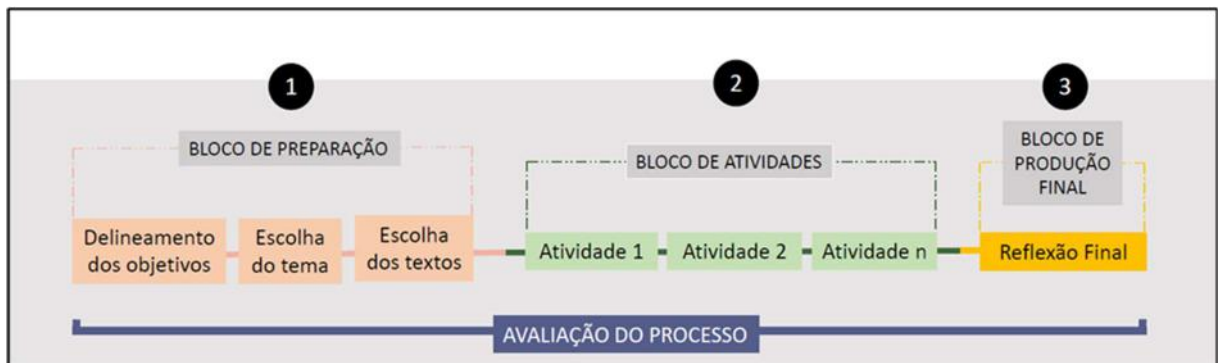 1
2
3
BLOCO DE PREPARAÇÃO
BLOCO DE ATIVIDADES
BLOCO DE
PRODUÇÃO
FINAL
Delineamento
dos objetivos
Escolha
do tema
Escolha
dos textos
Atividade 1
Atividade 2
Atividade n
Reflexão Final
AVALIAÇÃO DO PROCESSO